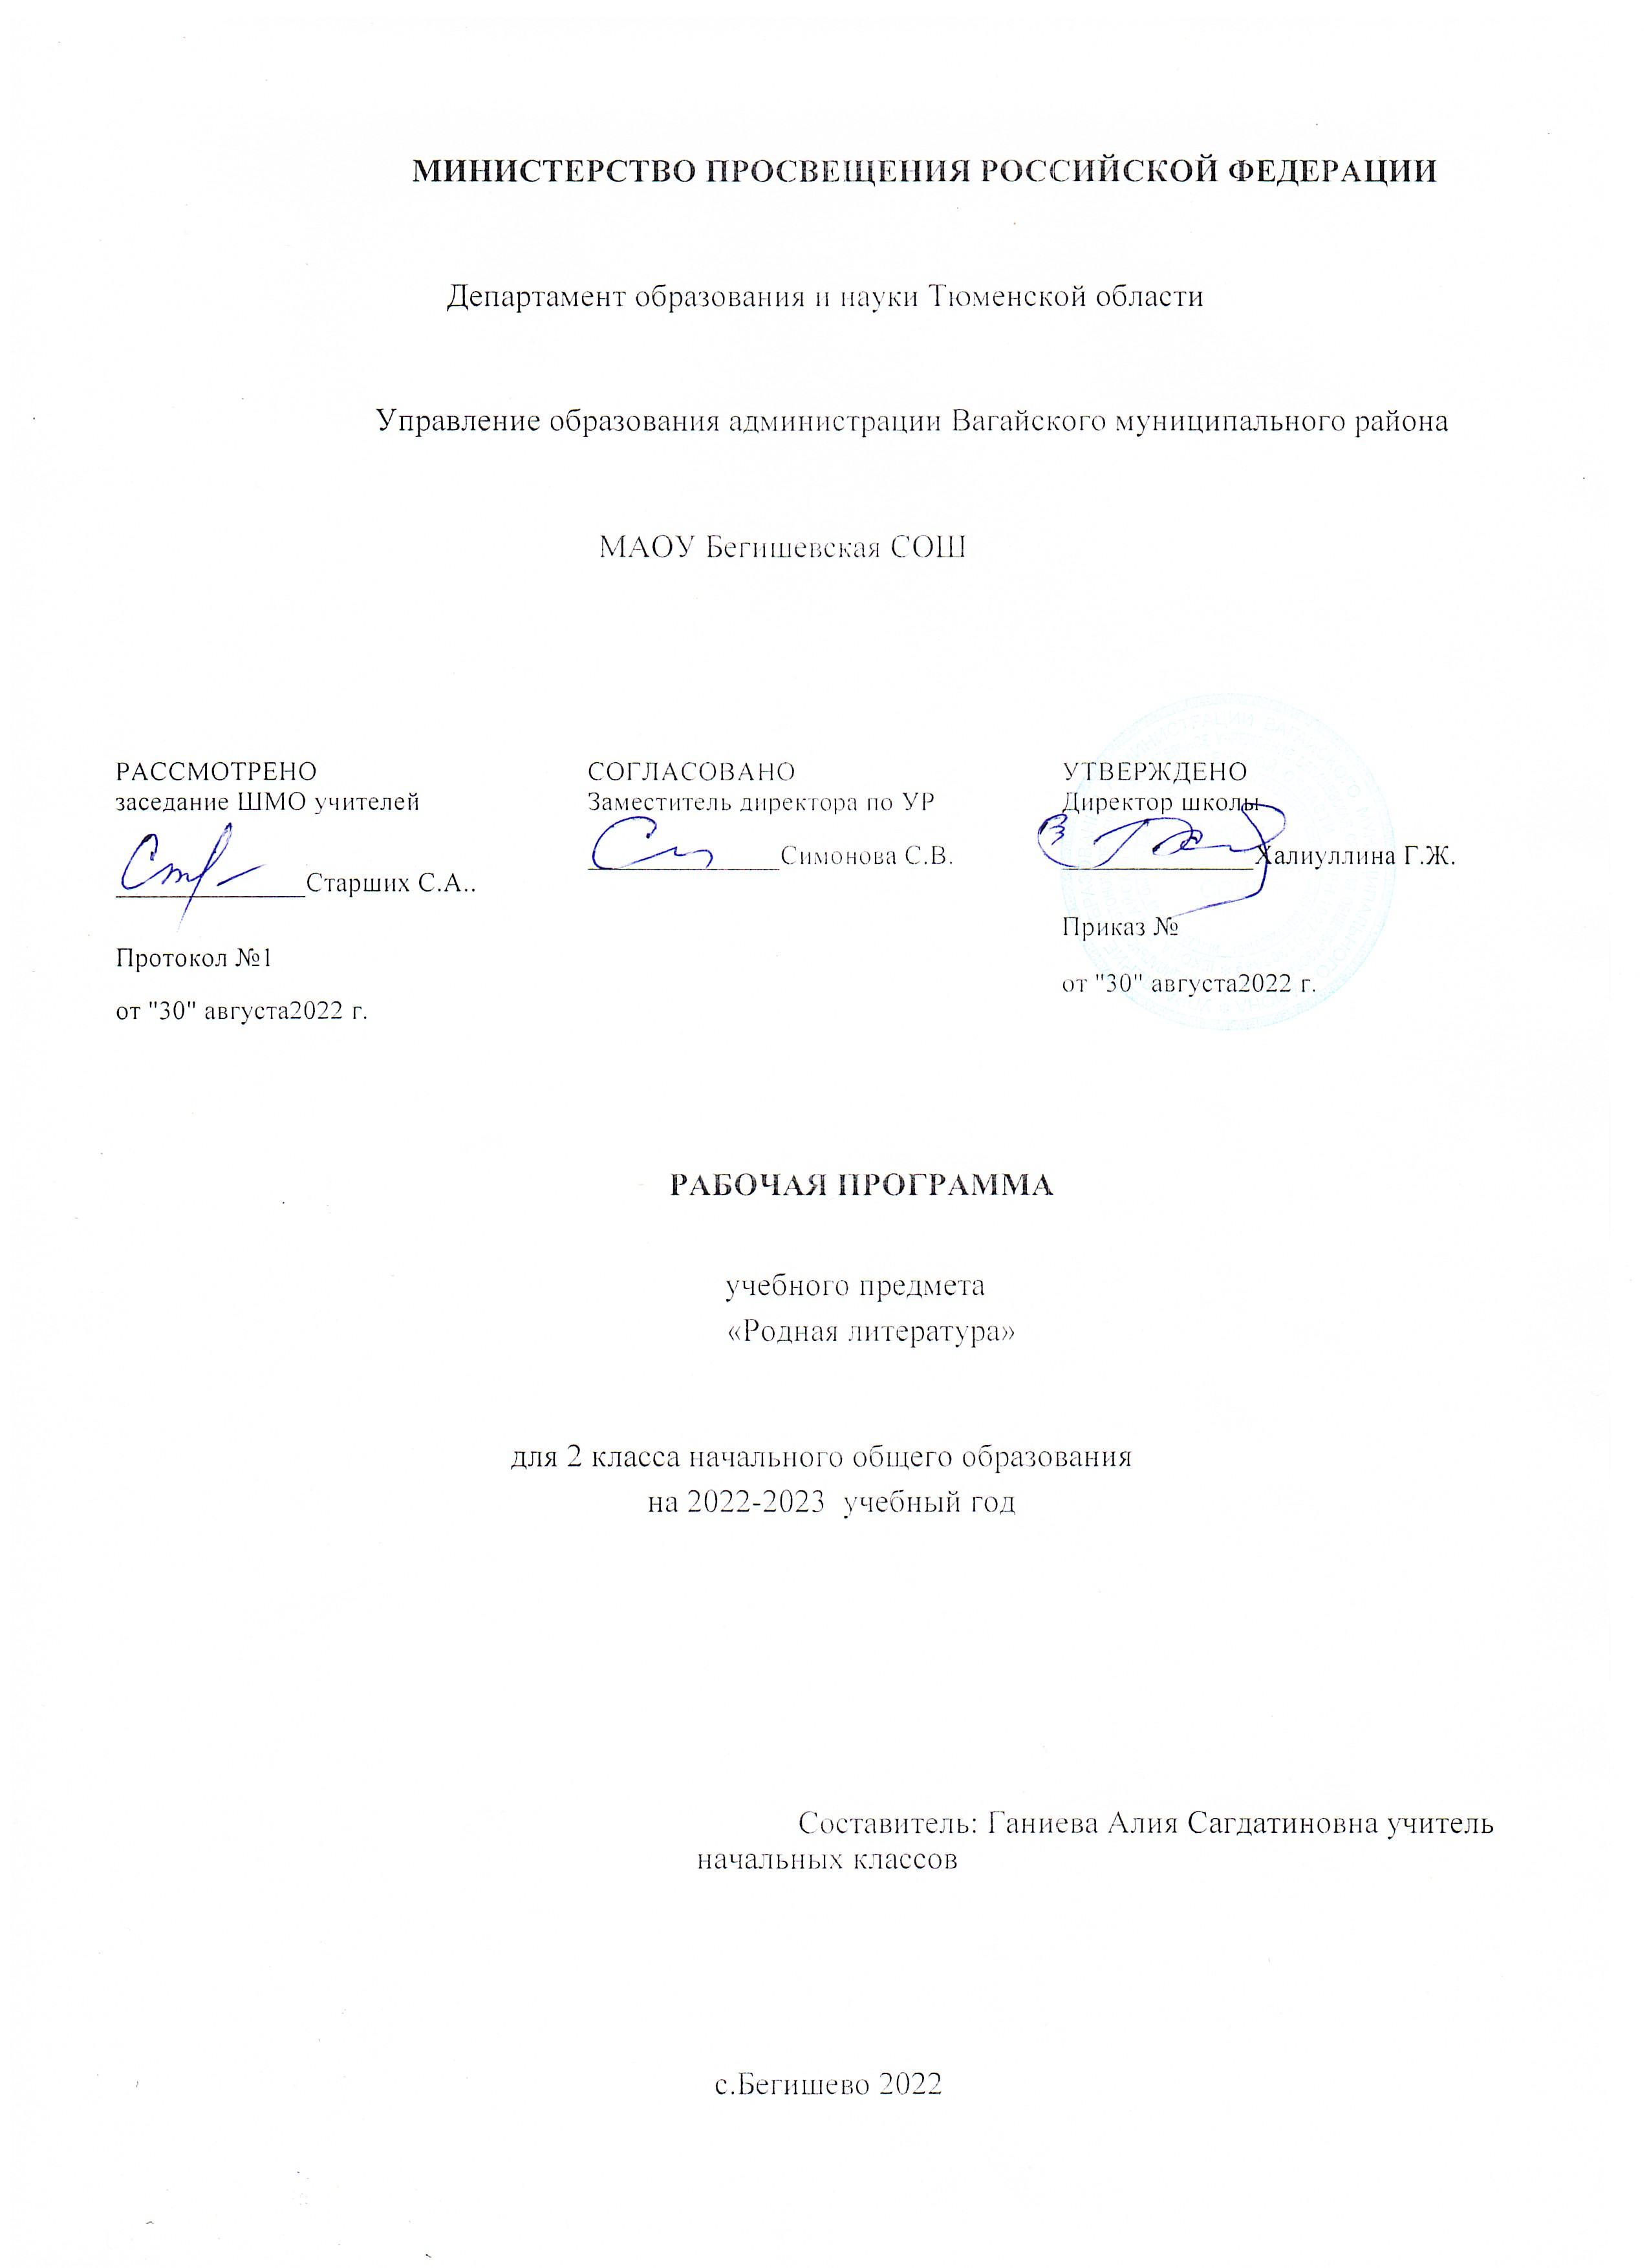 МИНИСТЕРСТВО ПРОСВЕЩЕНИЯ РОССИЙСКОЙ ФЕДЕРАЦИИ
Департамент образования и науки Тюменской области
Управление образования администрации Вагайского муниципального района
МАОУ Бегишевская СОШ
РАССМОТРЕНО
заседание ШМО учителей
______________Старших С.А..
Протокол №1
от "30" августа2022 г.
СОГЛАСОВАНО
Заместитель директора по УР
______________Симонова С.В.
УТВЕРЖДЕНО
Директор школы
______________Халиуллина Г.Ж.
Приказ №
от "30" августа2022 г.
РАБОЧАЯ ПРОГРАММА
учебного предмета
«Родная литература»
для 2 класса начального общего образования
на 2022-2023 учебный год
Составитель: Ганиева Алия Сагдатиновна учитель
начальных классов
с.Бегишево 2022